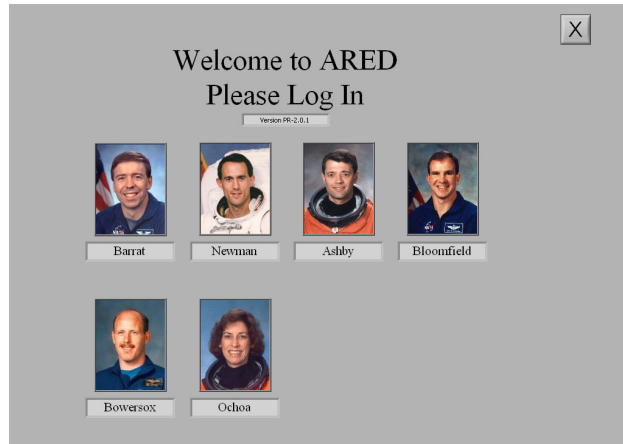 X
Welcome to ARED
Please Log In
Version PR-2.0.1
Barrat
Newman
Ashby
Bloomfield
Bowersox
Ochoa